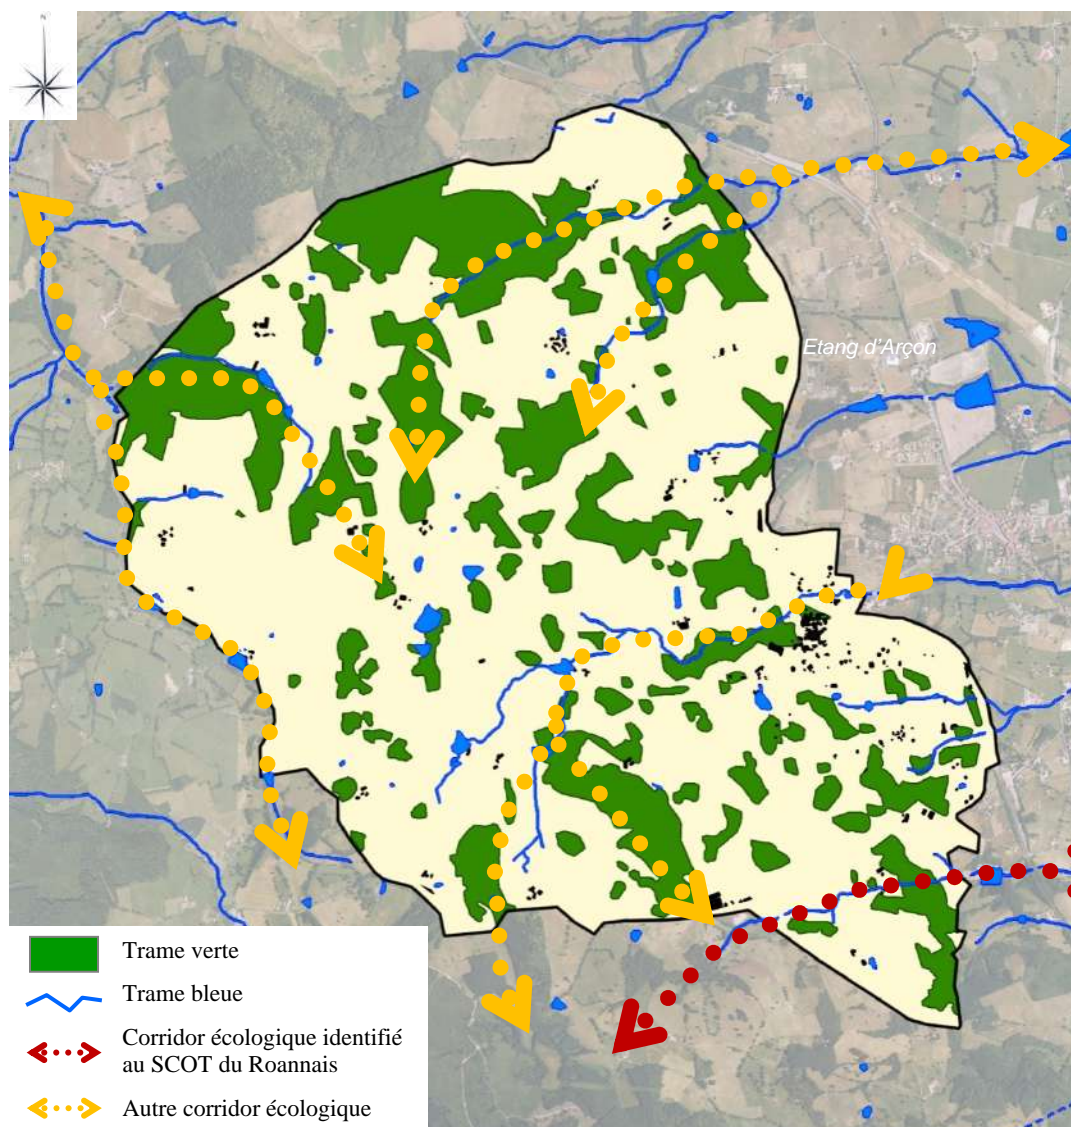 N
Etang d'Arçon
Trame verte
Trame bleue
Corridor écologique identifié
au SCOT du Roannais
Autre corridor écologique